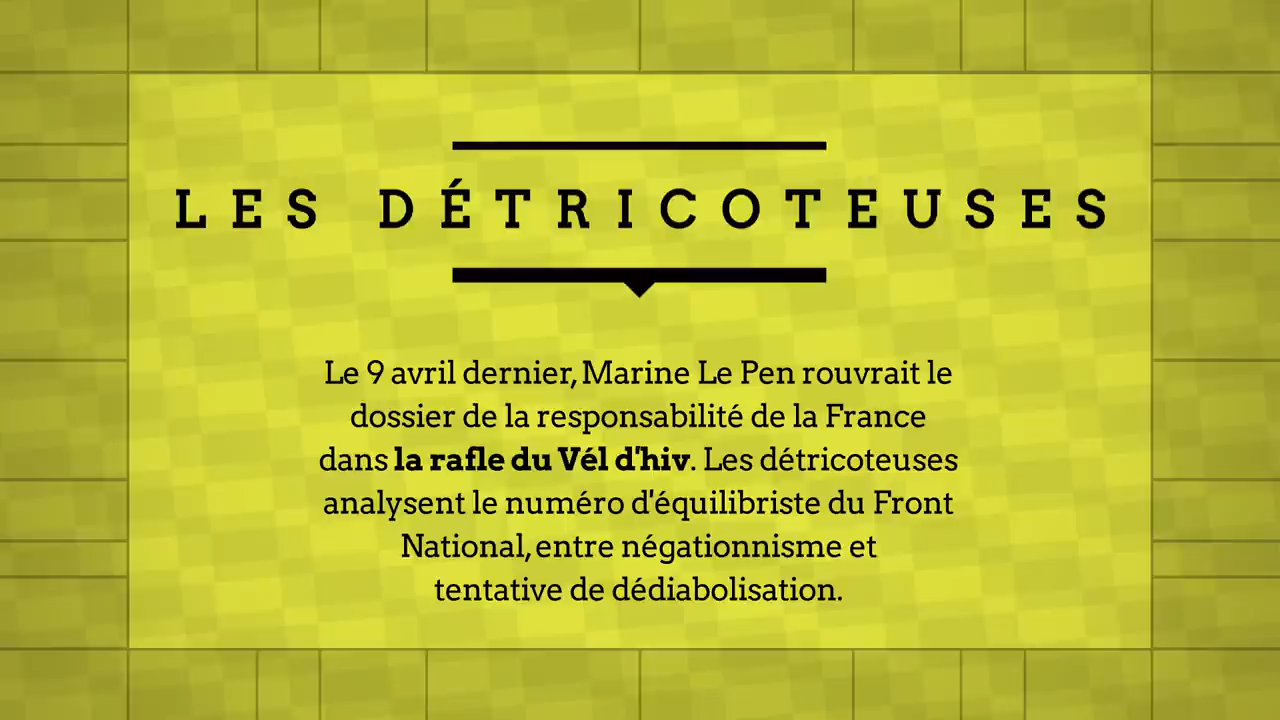 LES DÉTRICOTEUSES
Le 9 avril dernier, Marine Le Pen rouvrait le
dossier de la responsabilité de la France
dans la rafle du Vél d'hiv. Les détricoteuses
analysent le numéro d'équilibriste du Front
National, entre négationnisme et
tentative de dédiabolisation.